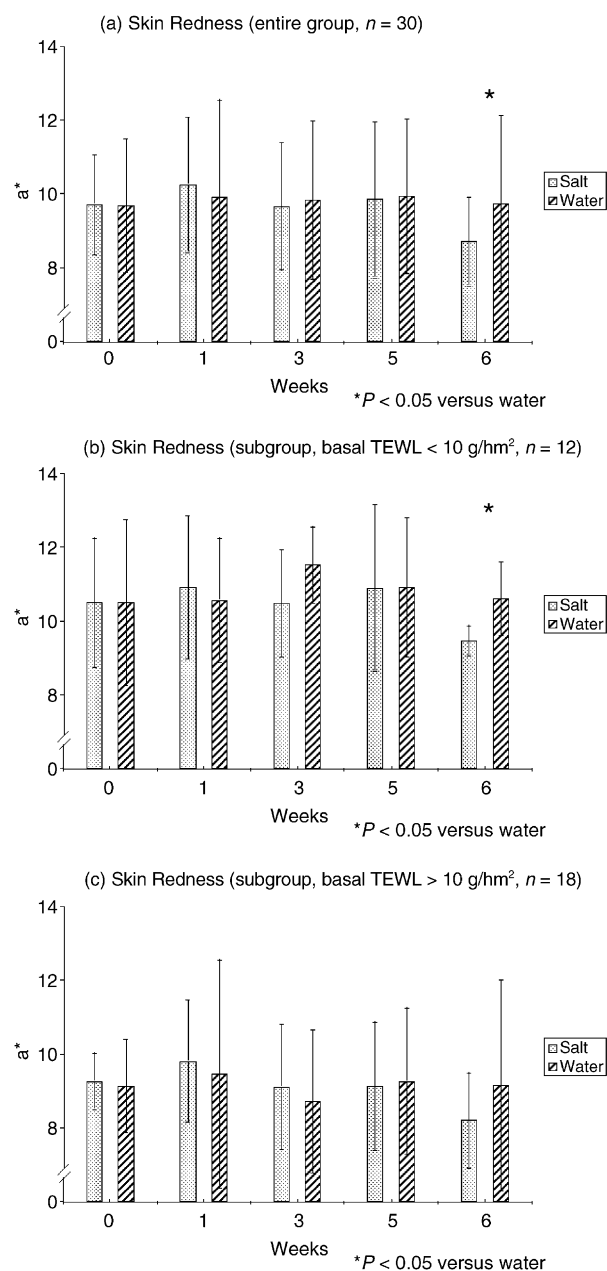 (a) Skin Redness (entire group, n = 30)
14
12
10
8
0
a*
*
Salt
Water
0 1 3 5 6
Weeks
*P < 0.05 versus water
(b) Skin Redness (subgroup, basal TEWL < 10 g/hm², n = 12)
14
12
10
8
0
a*
*
Salt
Water
0 1 3 5 6
Weeks
*P < 0.05 versus water
(c) Skin Redness (subgroup, basal TEWL > 10 g/hm², n = 18)
14
12
10
8
0
a*
Salt
Water
0 1 3 5 6
Weeks
*P < 0.05 versus water